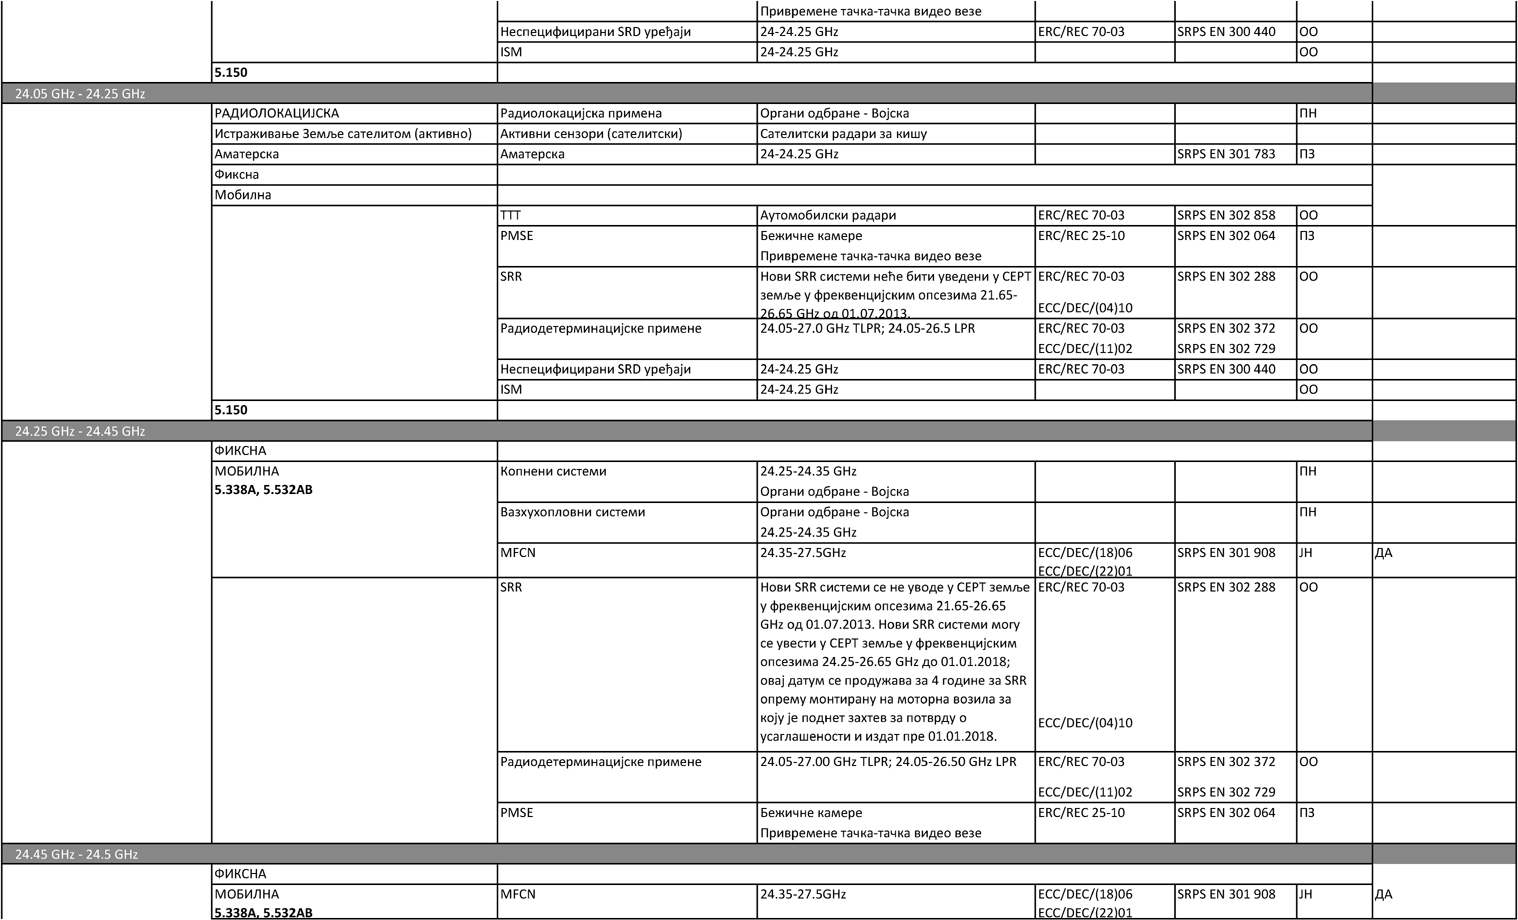 Привремене тачка-тачка видео везе
Неспецифицирани SRD уређаји 24-24.25 GHz ERC/REC 70-03 SRPS EN 300 440 ОО
ISM 24-24.25 GHz ОО
5.150
24.05 GHz - 24.25 GHz
РАДИОЛОКАЦИЈСКА Радиолокацијска примена Органи одбране - Војска ПН
Истраживање Земље сателитом (активно) Активни сензори (сателитски) Сателитски радари за кишу
Аматерска Аматерска 24-24.25 GHz SRPS EN 301 783 ПЗ
Фиксна
Мобилна
ТТТ Аутомобилски радари ERC/REC 70-03 SRPS EN 302 858 ОО
PMSE Бежичне камере ERC/REC 25-10 SRPS EN 302 064 ПЗ
Привремене тачка-тачка видео везе
SRR Нови SRR системи неће бити уведени у CEPT ERC/REC 70-03 SRPS EN 302 288 ОО
земље у фреквенцијским опсезима 21.65-
26.65 GHz од 01.07.2013. ECC/DEC/(04)10
Радиодетерминацијске примене 24.05-27.0 GHz TLPR; 24.05-26.5 LPR ERC/REC 70-03 SRPS EN 302 372 ОО
ECC/DEC/(11)02 SRPS EN 302 729
Неспецифицирани SRD уређаји 24-24.25 GHz ERC/REC 70-03 SRPS EN 300 440 ОО
ISM 24-24.25 GHz ОО
5.150
24.25 GHz - 24.45 GHz
ФИКСНА
МОБИЛНА Копнени системи 24.25-24.35 GHz ПН
5.338A, 5.532AB Органи одбране - Војска
Вазхухопловни системи Органи одбране - Војска ПН
24.25-24.35 GHz
MFCN 24.35-27.5GHz ECC/DEC/(18)06 SRPS EN 301 908 ЈН ДА
ECC/DEC/(22)01
SRR Нови SRR системи се не уводе у CEPT земље ERC/REC 70-03 SRPS EN 302 288 ОО
у фреквенцијским опсезима 21.65-26.65
GHz од 01.07.2013. Нови SRR системи могу
се увести у CEPT земље у фреквенцијским
опсезима 24.25-26.65 GHz до 01.01.2018;
овај датум се продужава за 4 године за SRR
опрему монтирану на моторна возила за
коју је поднет захтев за потврду о ECC/DEC/(04)10
усаглашености и издат пре 01.01.2018.
Радиодетерминацијске примене 24.05-27.00 GHz TLPR; 24.05-26.50 GHz LPR ERC/REC 70-03 SRPS EN 302 372 ОО
ECC/DEC/(11)02 SRPS EN 302 729
PMSE Бежичне камере ERC/REC 25-10 SRPS EN 302 064 ПЗ
Привремене тачка-тачка видео везе
24.45 GHz - 24.5 GHz
ФИКСНА
МОБИЛНА MFCN 24.35-27.5GHz ECC/DEC/(18)06 SRPS EN 301 908 ЈН ДА
5.338A, 5.532AB ECC/DEC/(22)01